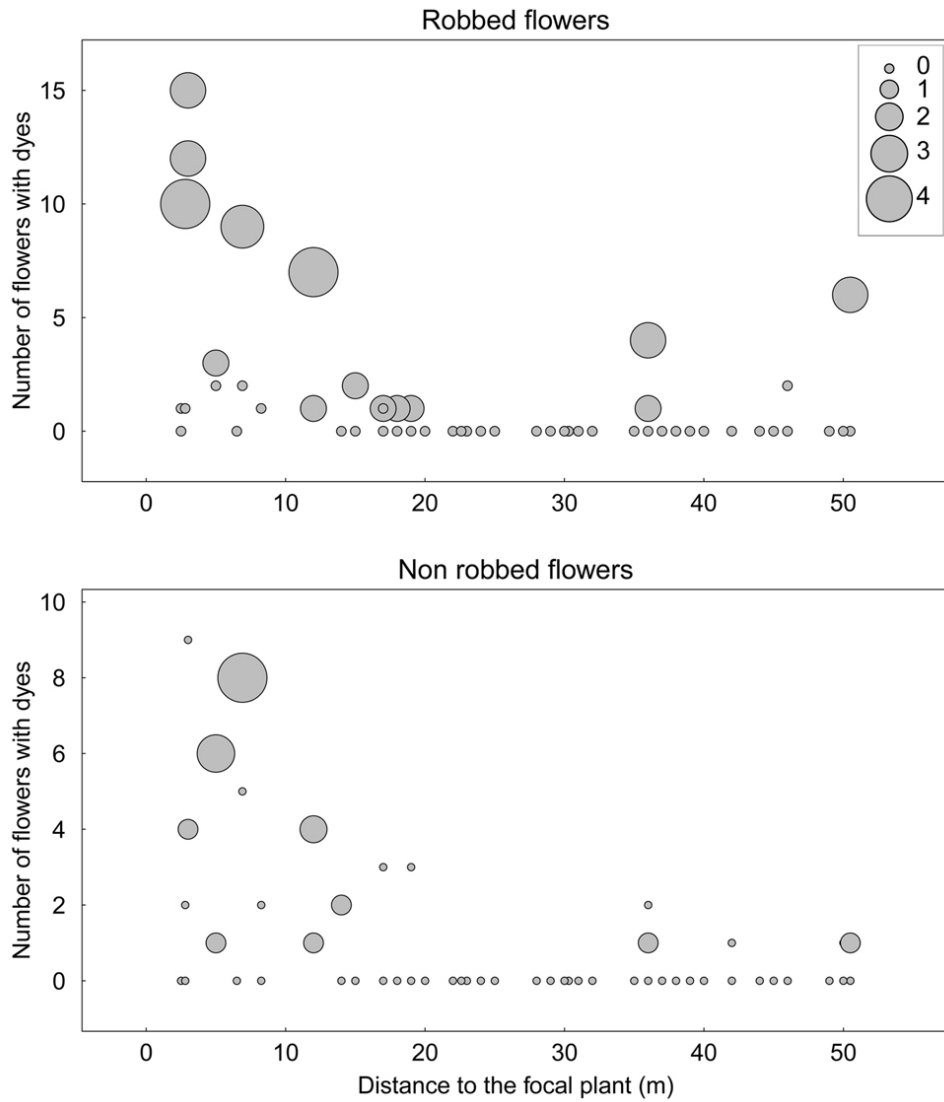 Robbed flowers
Number of flowers with dyes
15
10
5
0
0
1
2
3
4
0 10 20 30 40 50
Non robbed flowers
Number of flowers with dyes
10
8
6
4
2
0
0 10 20 30 40 50
Distance to the focal plant (m)